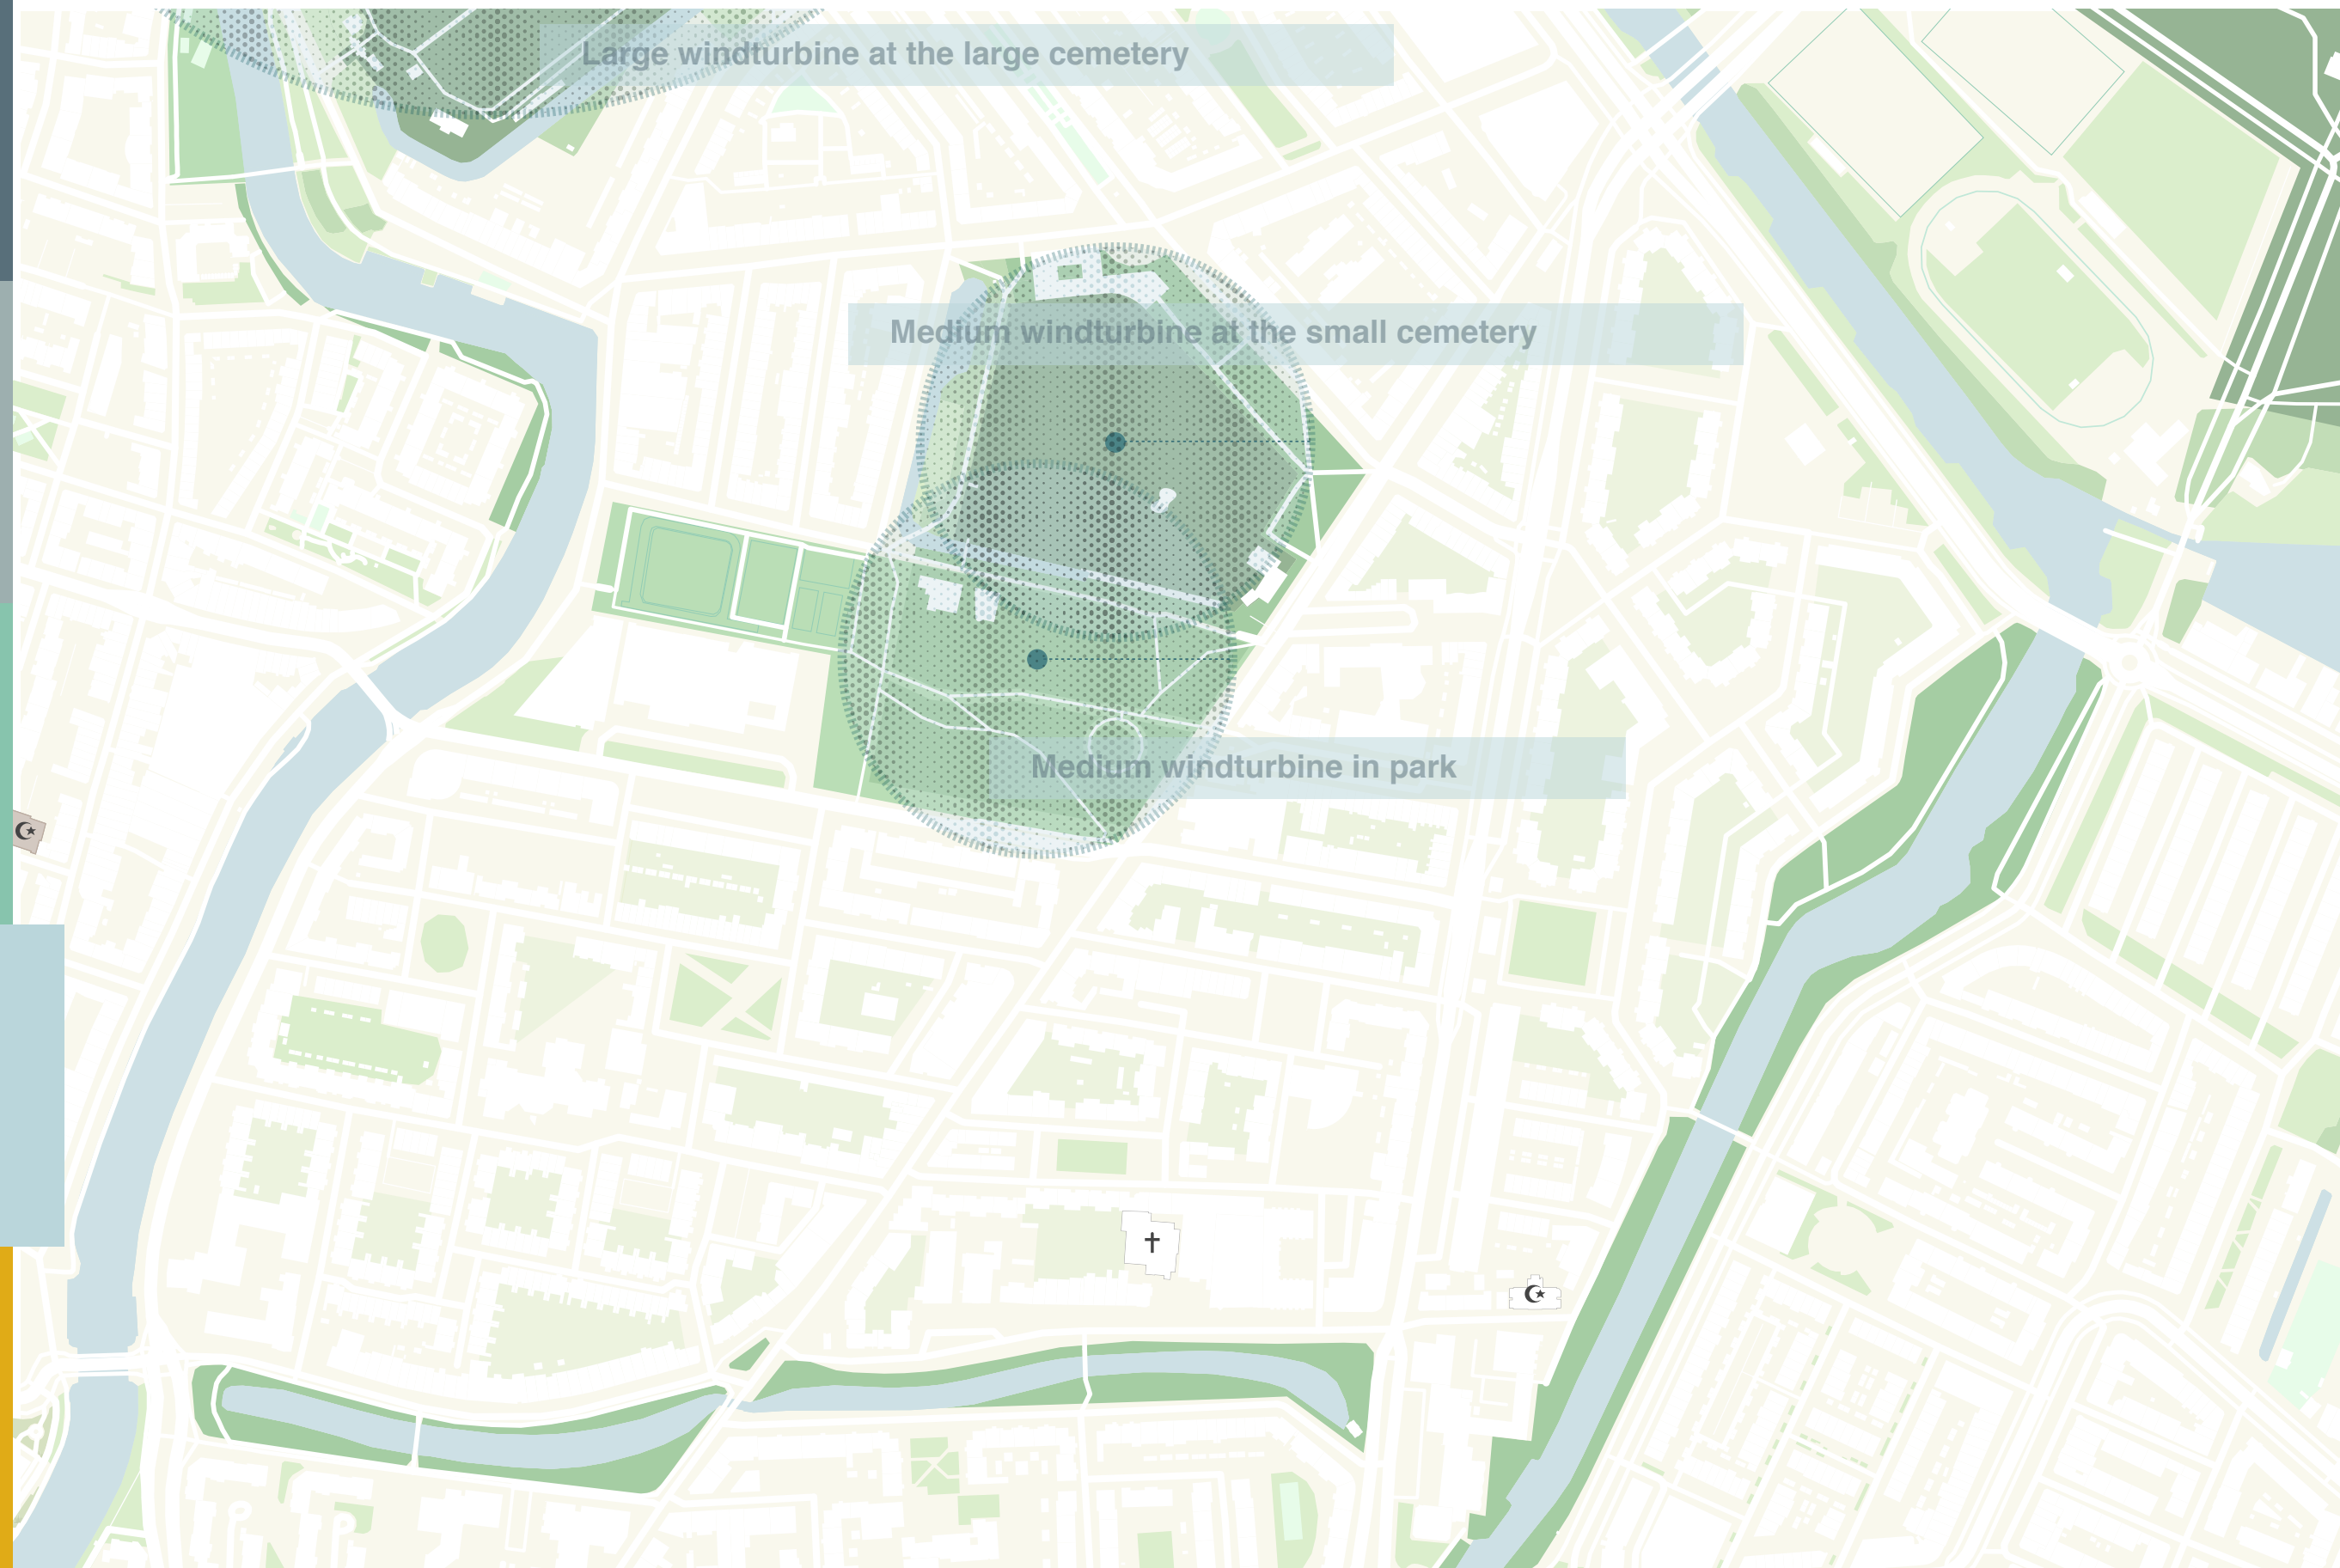 Large windturbine at the large cemetery
Medium windturbine at the small cemetery
Medium windturbine in park